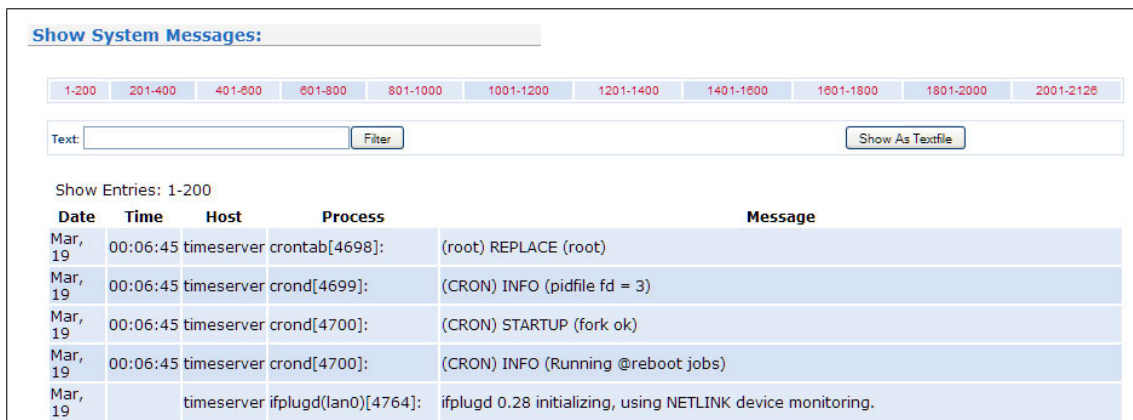 Show System Messages:
1-200 201-400 401-600 601-800 801-1000 1001-1200 1201-1400 1401-1600 1601-1800 1801-2000 2001-2126
Text: Filter Show As Textfile
Show Entries: 1-200
Date Time Host Process Message
Mar, 19 00:06:45 timeserver crontab[4698]: (root) REPLACE (root)
Mar, 19 00:06:45 timeserver crond[4699]: (CRON) INFO (pidfile fd = 3)
Mar, 19 00:06:45 timeserver crond[4700]: (CRON) STARTUP (fork ok)
Mar, 19 00:06:45 timeserver crond[4700]: (CRON) INFO (Running @reboot jobs)
Mar, 19 timeserver ifplugd(lan0)[4764]: ifplugd 0.28 initializing, using NETLINK device monitoring.